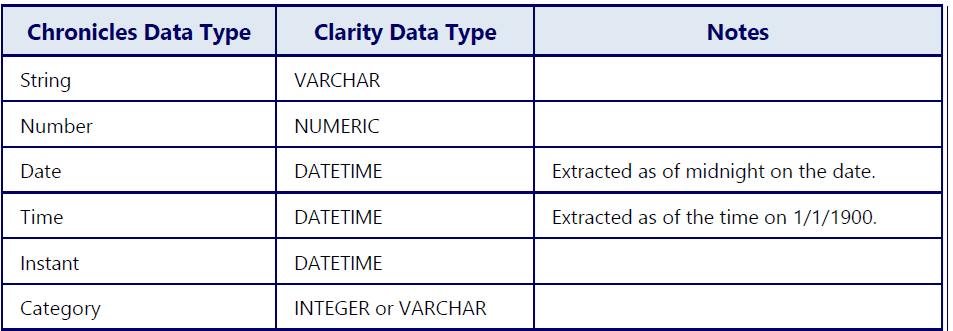 Chronicles Data Type Clarity Data Type Notes
String VARCHAR
Number NUMERIC
Date DATETIME Extracted as of midnight on the date.
Time DATETIME Extracted as of the time on 1/1/1900.
Instant DATETIME
Category INTEGER or VARCHAR